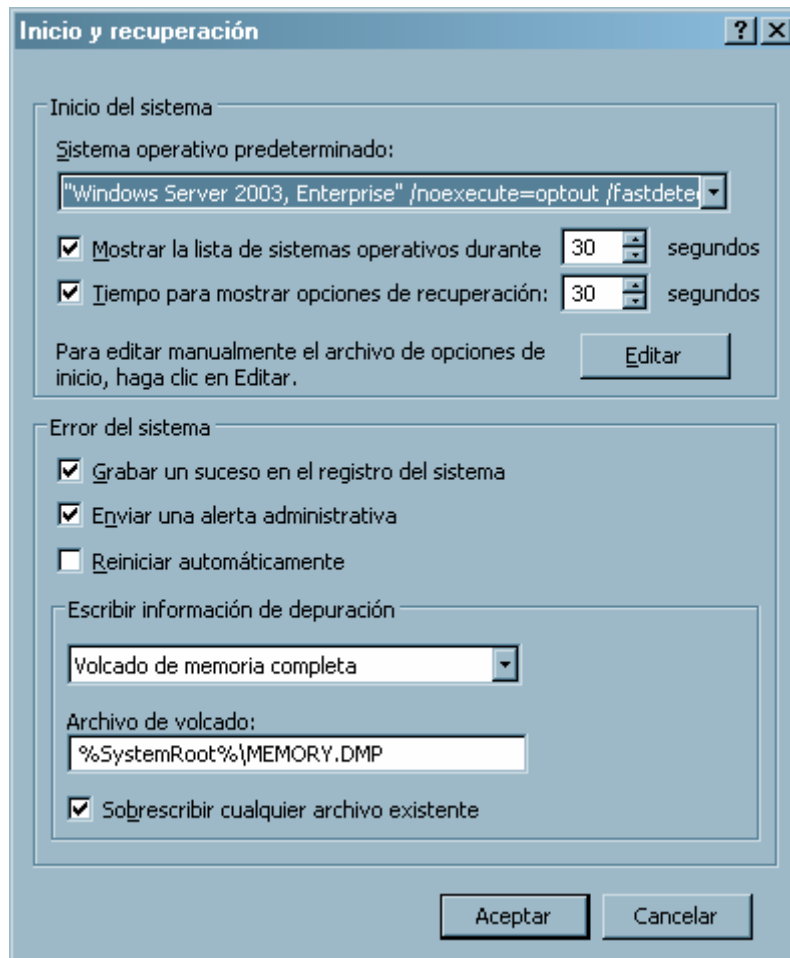 Inicio y recuperación
Inicio del sistema
Sistema operativo predeterminado:
"Windows Server 2003, Enterprise" /noexecute=optout /fastdetec
Mostrar la lista de sistemas operativos durante 30 segundos
Tiempo para mostrar opciones de recuperación: 30 segundos
Para editar manualmente el archivo de opciones de
inicio, haga clic en Editar.
Editar
Error del sistema
Grabar un suceso en el registro del sistema
Enviar una alerta administrativa
Reiniciar automáticamente
Escribir información de depuración
Volcado de memoria completa
Archivo de volcado:
%SystemRoot%\MEMORY.DMP
Sobrescribir cualquier archivo existente
Aceptar
Cancelar